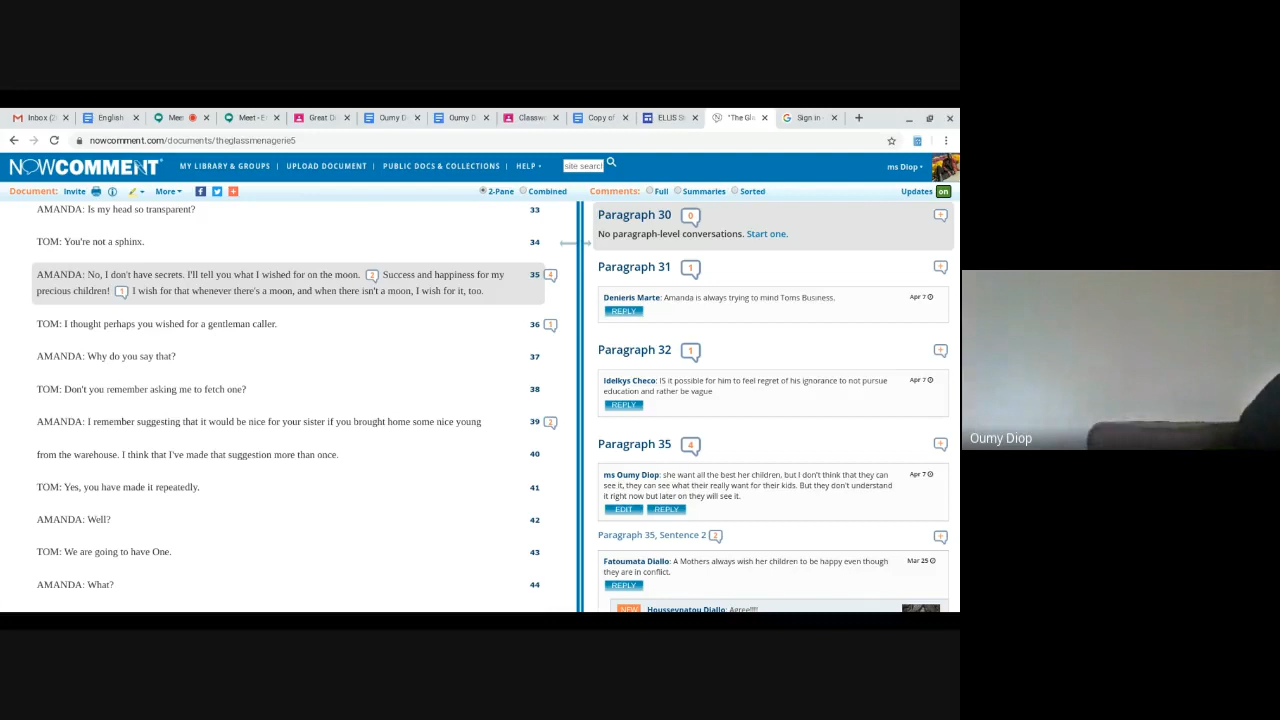 Inbox (2
English
Mee
Meet - E
Great D
Oumy D
Oumy D
Classw
Copy of
ELLIS S
"The Gl
Sign in
nowcomment.com/documents/theglassmenagerie5
NOWCOMMENT
MY LIBRARY & GROUPS | UPLOAD DOCUMENT | PUBLIC DOCS & COLLECTIONS | HELP
site search
ms Diop
Document: Invite More 2-Pane Combined
Comments: Full Summaries Sorted Updates on
AMANDA: Is my head so transparent? 33
TOM: You're not a sphinx. 34
AMANDA: No, I don't have secrets. I'll tell you what I wished for on the moon. 2 Success and happiness for my 35 4
precious children! 1 I wish for that whenever there's a moon, and when there isn't a moon, I wish for it, too.
TOM: I thought perhaps you wished for a gentleman caller. 36 1
AMANDA: Why do you say that? 37
TOM: Don't you remember asking me to fetch one? 38
AMANDA: I remember suggesting that it would be nice for your sister if you brought home some nice young 39 2
from the warehouse. I think that I've made that suggestion more than once. 40
TOM: Yes, you have made it repeatedly. 41
AMANDA: Well? 42
TOM: We are going to have One. 43
AMANDA: What? 44
Paragraph 30 0
No paragraph-level conversations. Start one.
Paragraph 31 1
Denieris Marte: Amanda is always trying to mind Toms Business. Apr 7
REPLY
Paragraph 32 1
Idelkys Checo: IS it possible for him to feel regret of his ignorance to not pursue Apr 7
education and rather be vague
REPLY
Paragraph 35 4
ms Oumy Diop: she want all the best her children, but I don't think that they can Apr 7
see it, they can see what their really want for their kids. But they don't understand
it right now but later on they will see it.
EDIT REPLY
Paragraph 35, Sentence 2 2
Fatoumata Diallo: A Mothers always wish her children to be happy even though Mar 25
they are in conflict.
REPLY
NEW Housseynatou Diallo: Agree!!!!
Oumy Diop